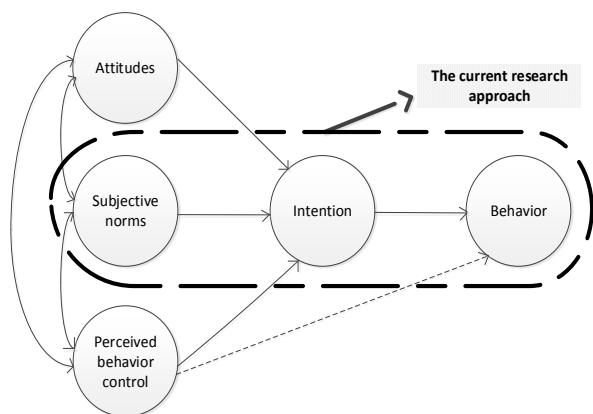 Attitudes
The current research
approach
Subjective
norms
Intention
Behavior
Perceived
behavior
control